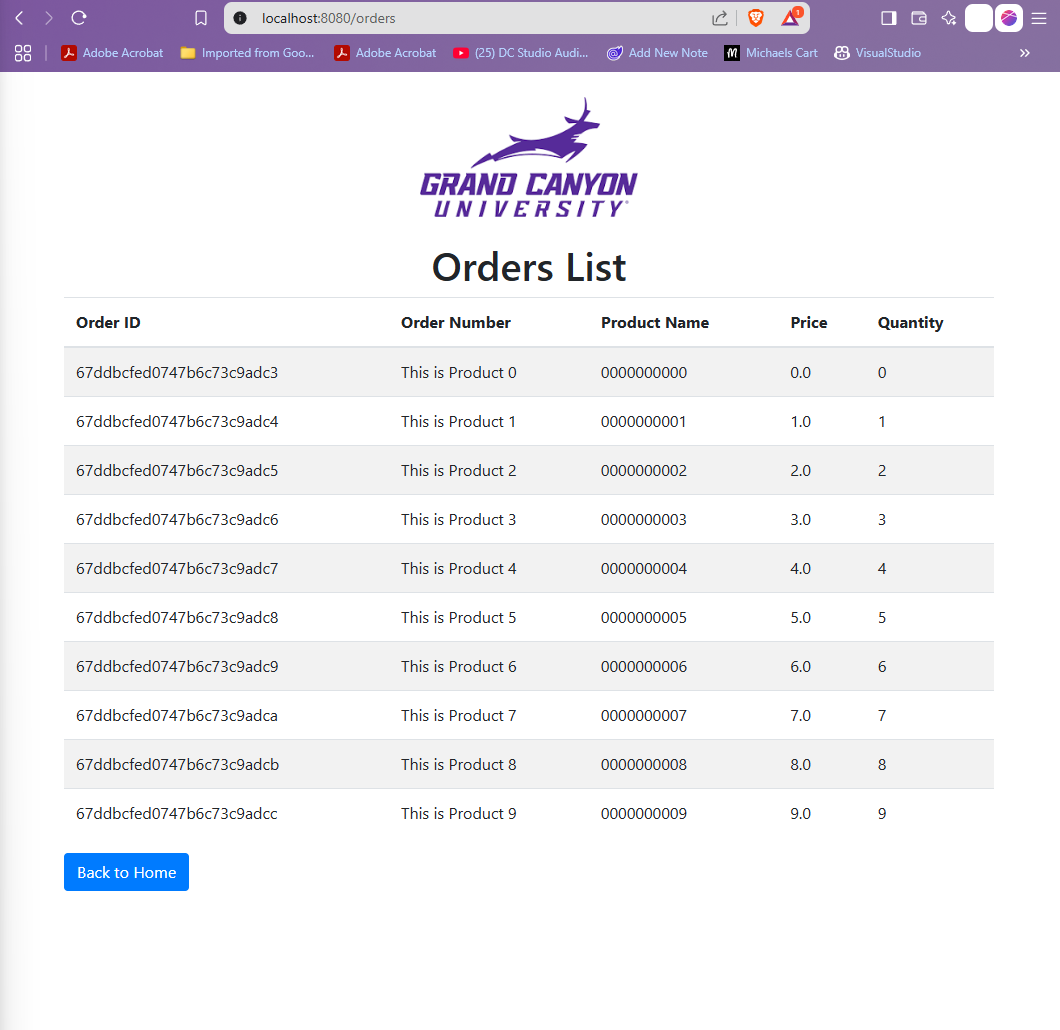 localhost:8080/orders
1
Adobe Acrobat Imported from Goo... Adobe Acrobat (25) DC Studio Audi... Add New Note Michaels Cart VisualStudio
GRAND CANYON
UNIVERSITY®
Orders List
Order ID Order Number Product Name Price Quantity
67ddbcfed0747b6c73c9adc3 This is Product 0 0000000000 0.0 0
67ddbcfed0747b6c73c9adc4 This is Product 1 0000000001 1.0 1
67ddbcfed0747b6c73c9adc5 This is Product 2 0000000002 2.0 2
67ddbcfed0747b6c73c9adc6 This is Product 3 0000000003 3.0 3
67ddbcfed0747b6c73c9adc7 This is Product 4 0000000004 4.0 4
67ddbcfed0747b6c73c9adc8 This is Product 5 0000000005 5.0 5
67ddbcfed0747b6c73c9adc9 This is Product 6 0000000006 6.0 6
67ddbcfed0747b6c73c9adca This is Product 7 0000000007 7.0 7
67ddbcfed0747b6c73c9adcb This is Product 8 0000000008 8.0 8
67ddbcfed0747b6c73c9adcc This is Product 9 0000000009 9.0 9
Back to Home